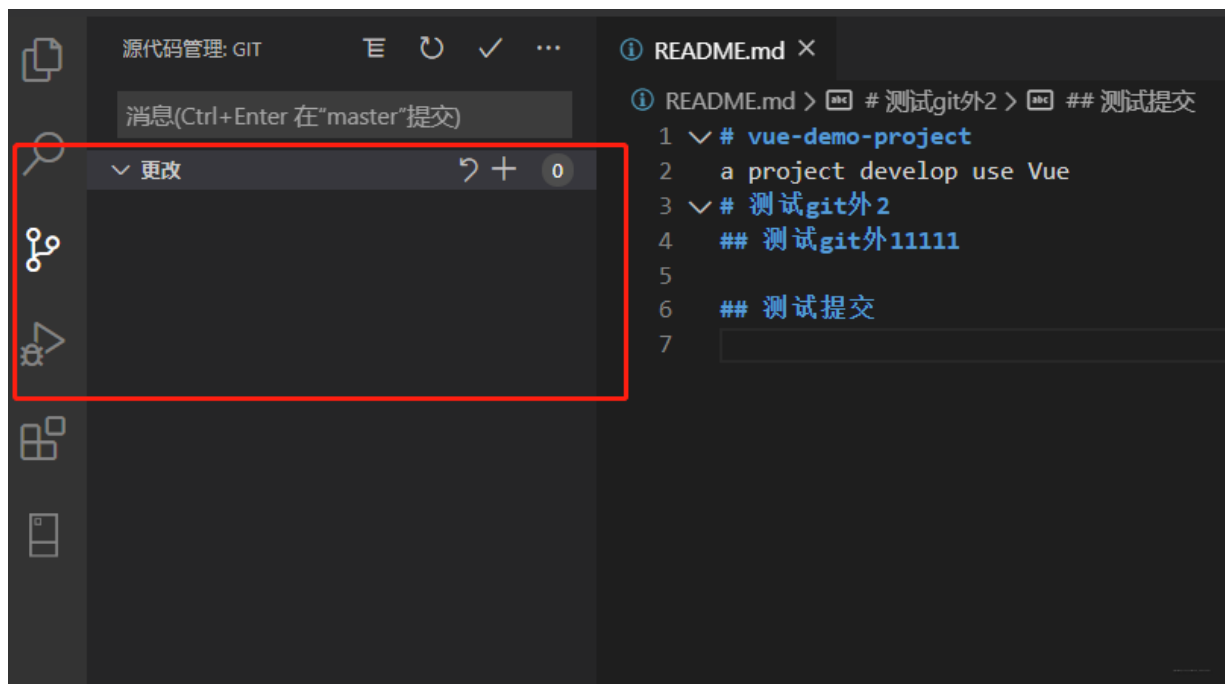 源代码管理: GIT
消息(Ctrl+Enter 在“master”提交)
更改 0
README.md
README.md > # 测试git外2 > ## 测试提交
1 # vue-demo-project
2 a project develop use Vue
3 # 测试git外2
4 ## 测试git外11111
5
6 ## 测试提交
7